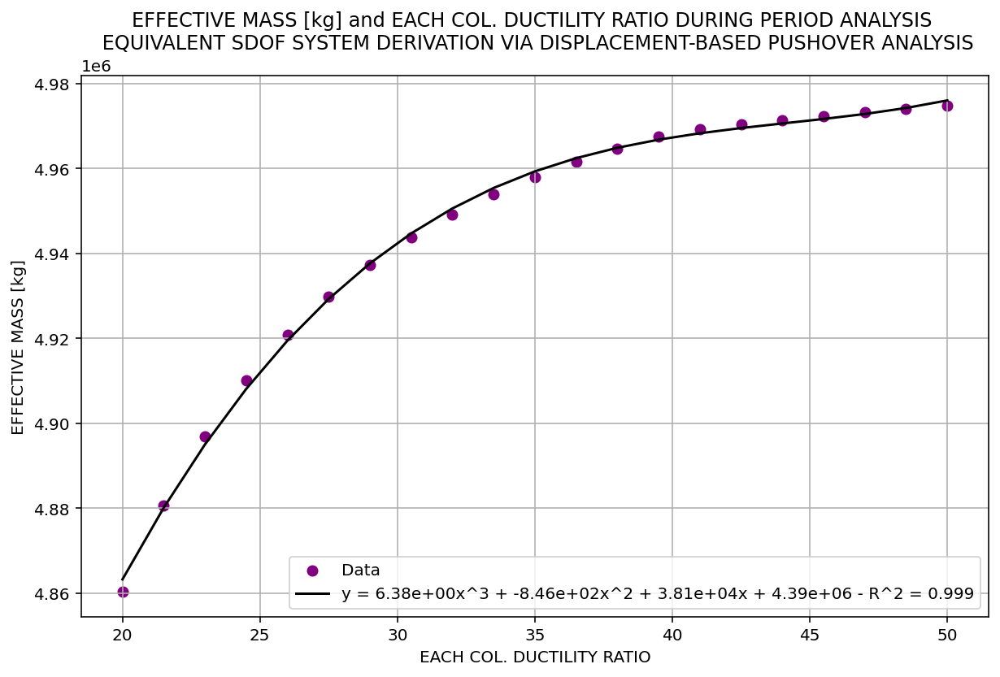 EFFECTIVE MASS [kg] and EACH COL. DUCTILITY RATIO DURING PERIOD ANALYSIS
EQUIVALENT SDOF SYSTEM DERIVATION VIA DISPLACEMENT-BASED PUSHOVER ANALYSIS
1e6
4.98
4.96
4.94
4.92
4.90
4.88
4.86
EFFECTIVE MASS [kg]
Data
y = 6.38e+00x^3 + -8.46e+02x^2 + 3.81e+04x + 4.39e+06 - R^2 = 0.999
20 25 30 35 40 45 50
EACH COL. DUCTILITY RATIO